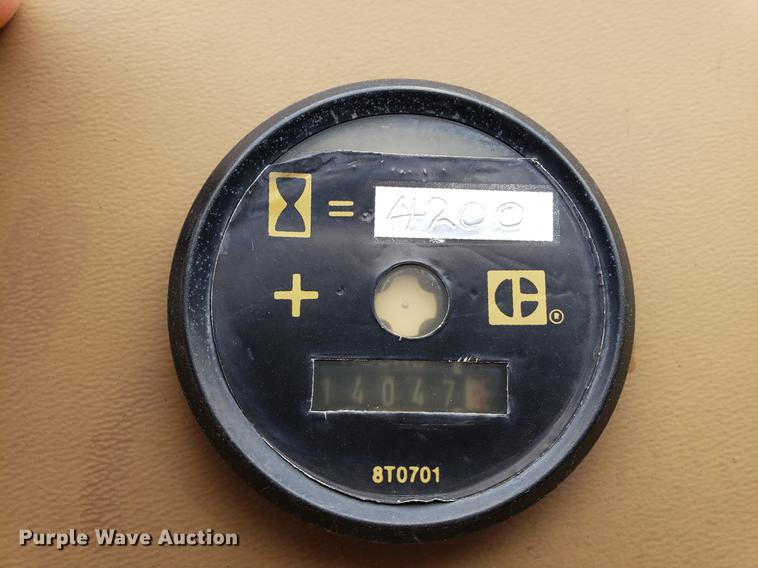 = 4200
+
®
14047
8T0701
Purple Wave Auction